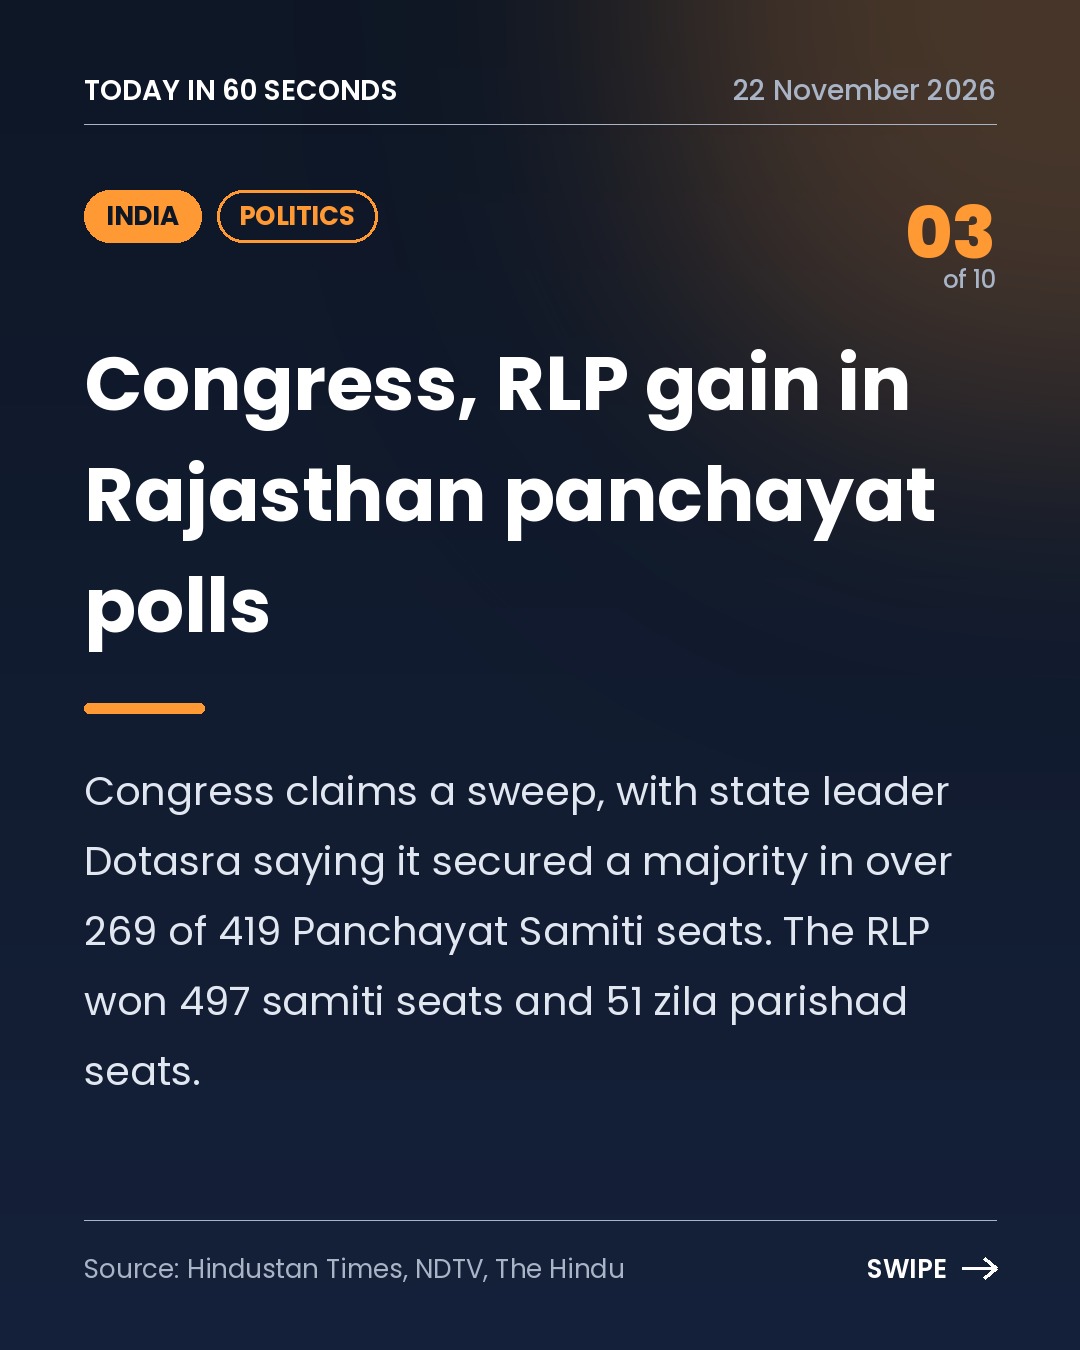 TODAY IN 60 SECONDS
22 November 2026
INDIA
POLITICS
03
of 10
Congress, RLP gain in
Rajasthan panchayat
polls
Congress claims a sweep, with state leader
Dotasra saying it secured a majority in over
269 of 419 Panchayat Samiti seats. The RLP
won 497 samiti seats and 51 zila parishad
seats.
Source: Hindustan Times, NDTV, The Hindu
SWIPE →